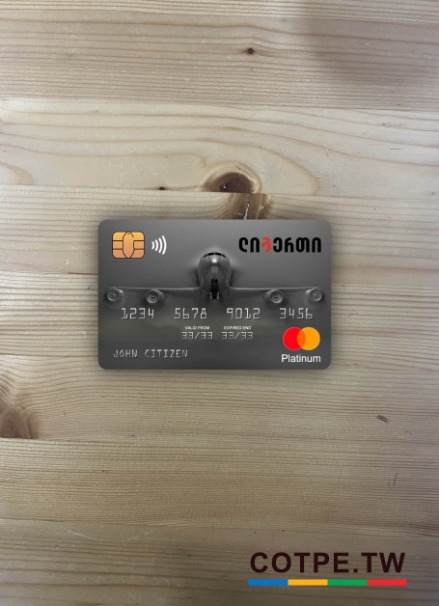 ლიბერთი
1234 5678 9012 3456
VALID FROM EXPIRES END
33/33 33/33
JOHN CITIZEN
Platinum
COTPE.TW